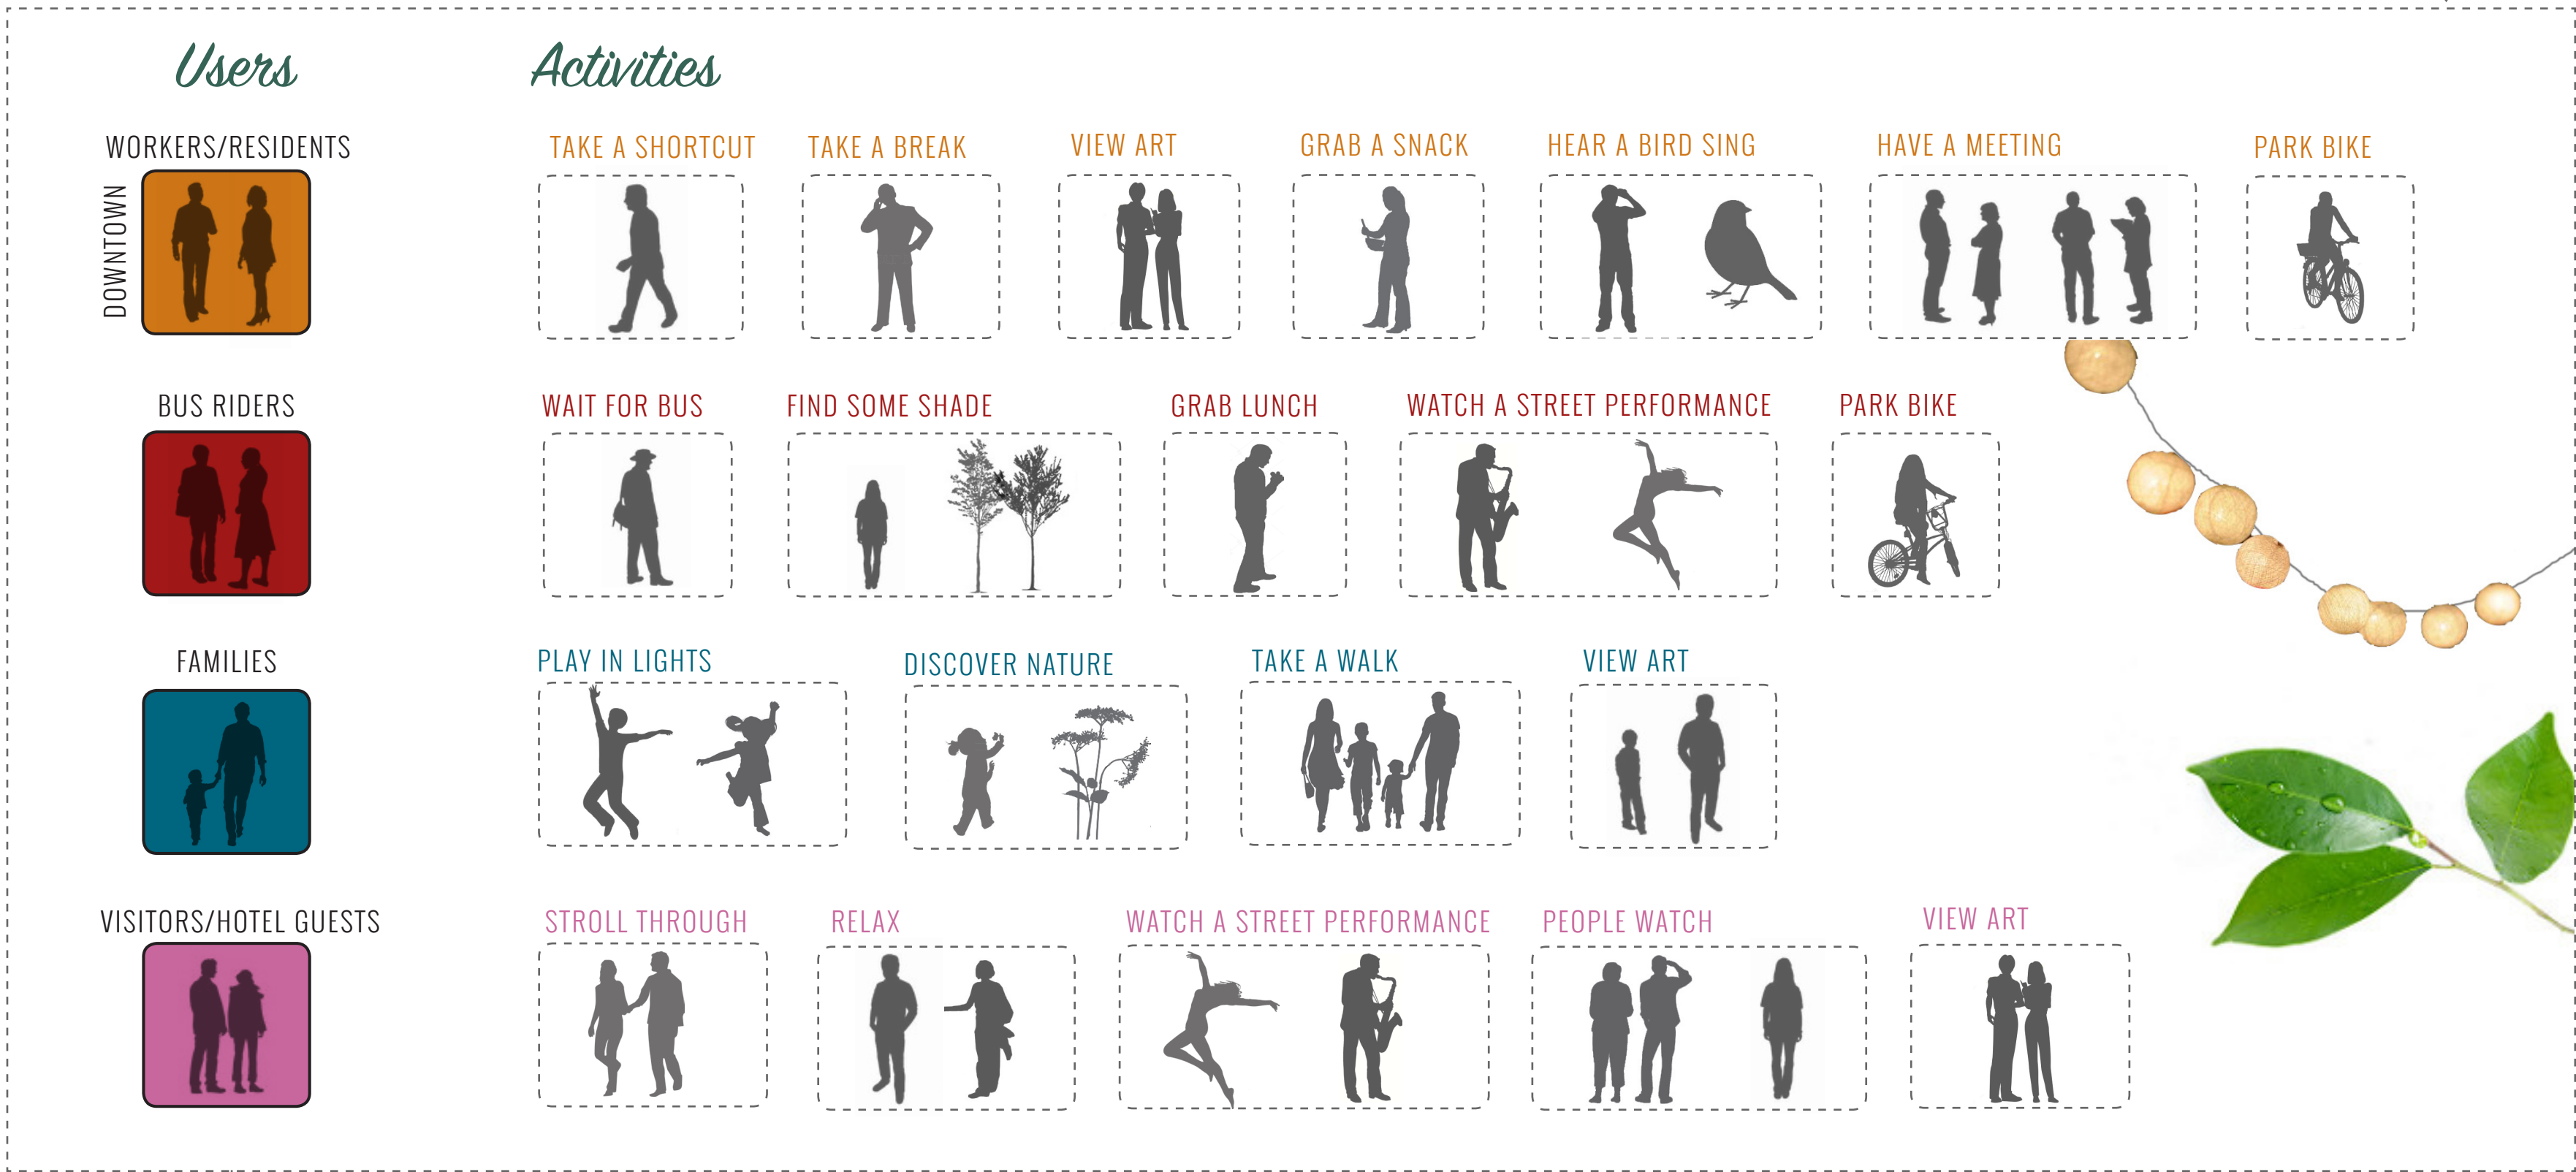 Users
Activities
WORKERS/RESIDENTS
DOWNTOWN
TAKE A SHORTCUT
TAKE A BREAK
VIEW ART
GRAB A SNACK
HEAR A BIRD SING
HAVE A MEETING
PARK BIKE
BUS RIDERS
WAIT FOR BUS
FIND SOME SHADE
GRAB LUNCH
WATCH A STREET PERFORMANCE
PARK BIKE
FAMILIES
PLAY IN LIGHTS
DISCOVER NATURE
TAKE A WALK
VIEW ART
VISITORS/HOTEL GUESTS
STROLL THROUGH
RELAX
WATCH A STREET PERFORMANCE
PEOPLE WATCH
VIEW ART